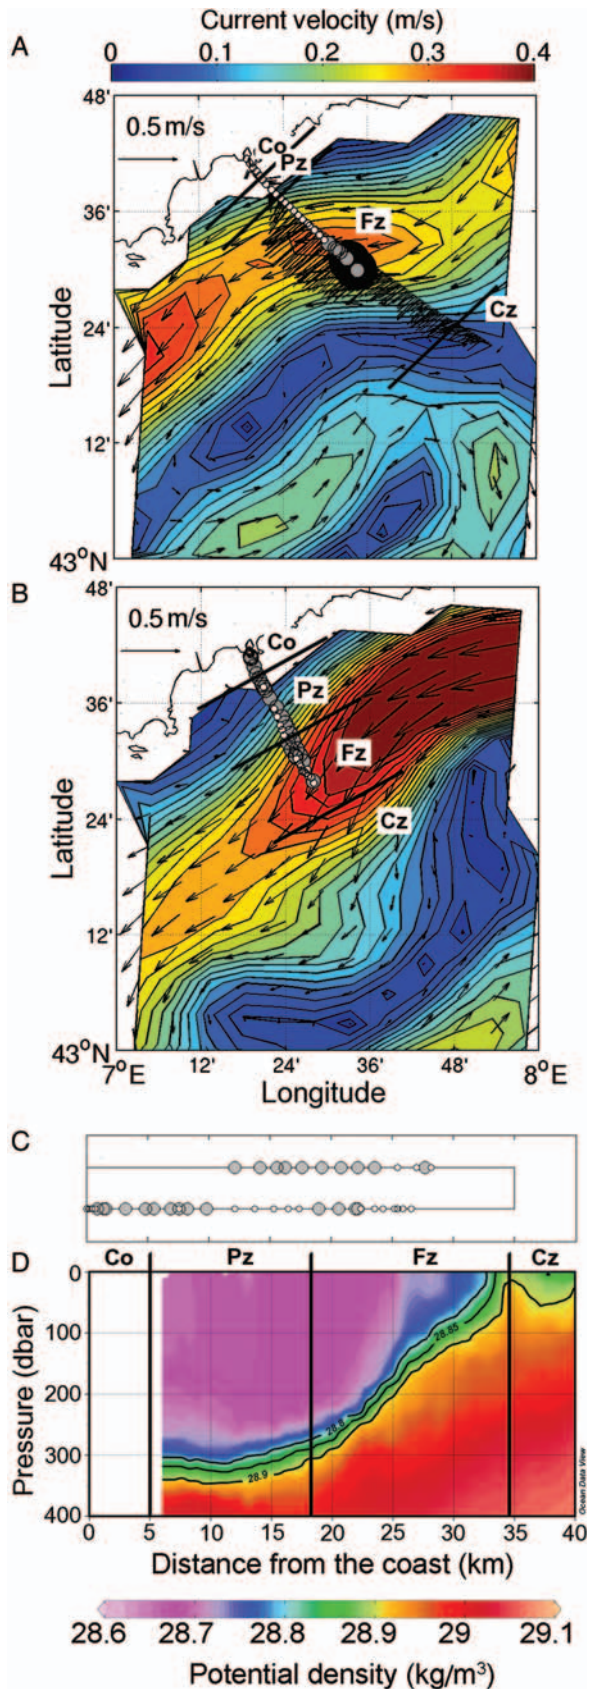 Current velocity (m/s)
A
0 0.1 0.2 0.3 0.4
48'
0.5 m/s
Co
Pz
36'
Fz
Cz
24'
Latitude
12'
43°N
B
48'
0.5 m/s
Co
36'
Pz
Fz
24'
Cz
Latitude
12'
43°N
7°E 12' 24' 36' 48' 8°E
Longitude
C
Co Pz Fz Cz
D
0
100
200
300
400
Pressure (dbar)
28.85
28.8
28.9
Ocean Data View
0 5 10 15 20 25 30 35 40
Distance from the coast (km)
28.6 28.7 28.8 28.9 29 29.1
Potential density (kg/m³)